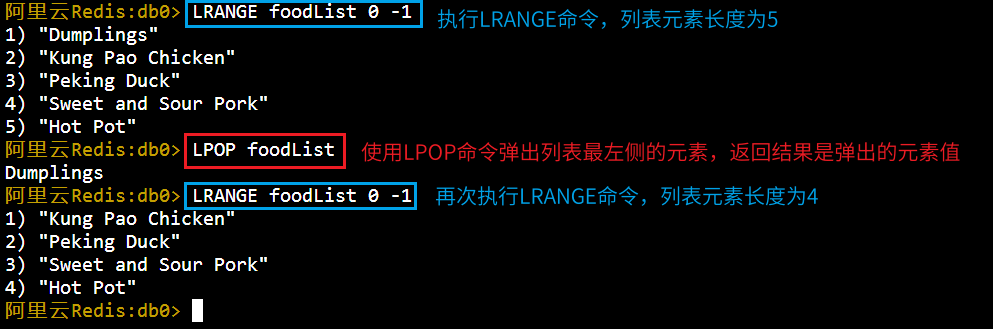 阿里云Redis:db0> LRANGE foodList 0 -1 执行LRANGE命令，列表元素长度为5
1) "Dumplings"
2) "Kung Pao Chicken"
3) "Peking Duck"
4) "Sweet and Sour Pork"
5) "Hot Pot"
阿里云Redis:db0> LPOP foodList 使用LPOP命令弹出列表最左侧的元素，返回结果是弹出的元素值
Dumplings
阿里云Redis:db0> LRANGE foodList 0 -1 再次执行LRANGE命令，列表元素长度为4
1) "Kung Pao Chicken"
2) "Peking Duck"
3) "Sweet and Sour Pork"
4) "Hot Pot"
阿里云Redis:db0>